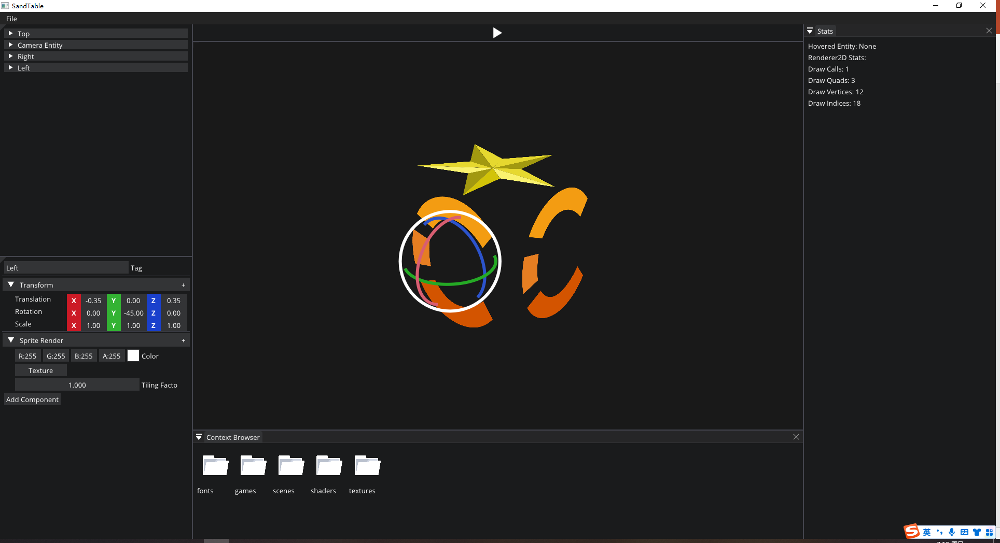 SandTable
File
Top
Camera Entity
Right
Left
Left Tag
Transform +
Translation X -0.35 Y 0.00 Z 0.35
Rotation X 0.00 Y -45.00 Z 0.00
Scale X 1.00 Y 1.00 Z 1.00
Sprite Render +
R:255 G:255 B:255 A:255 Color
Texture
1.000 Tiling Facto
Add Component
Context Browser
fonts games scenes shaders textures
Stats
Hovered Entity: None
Renderer2D Stats:
Draw Calls: 1
Draw Quads: 3
Draw Vertices: 12
Draw Indices: 18
S 英